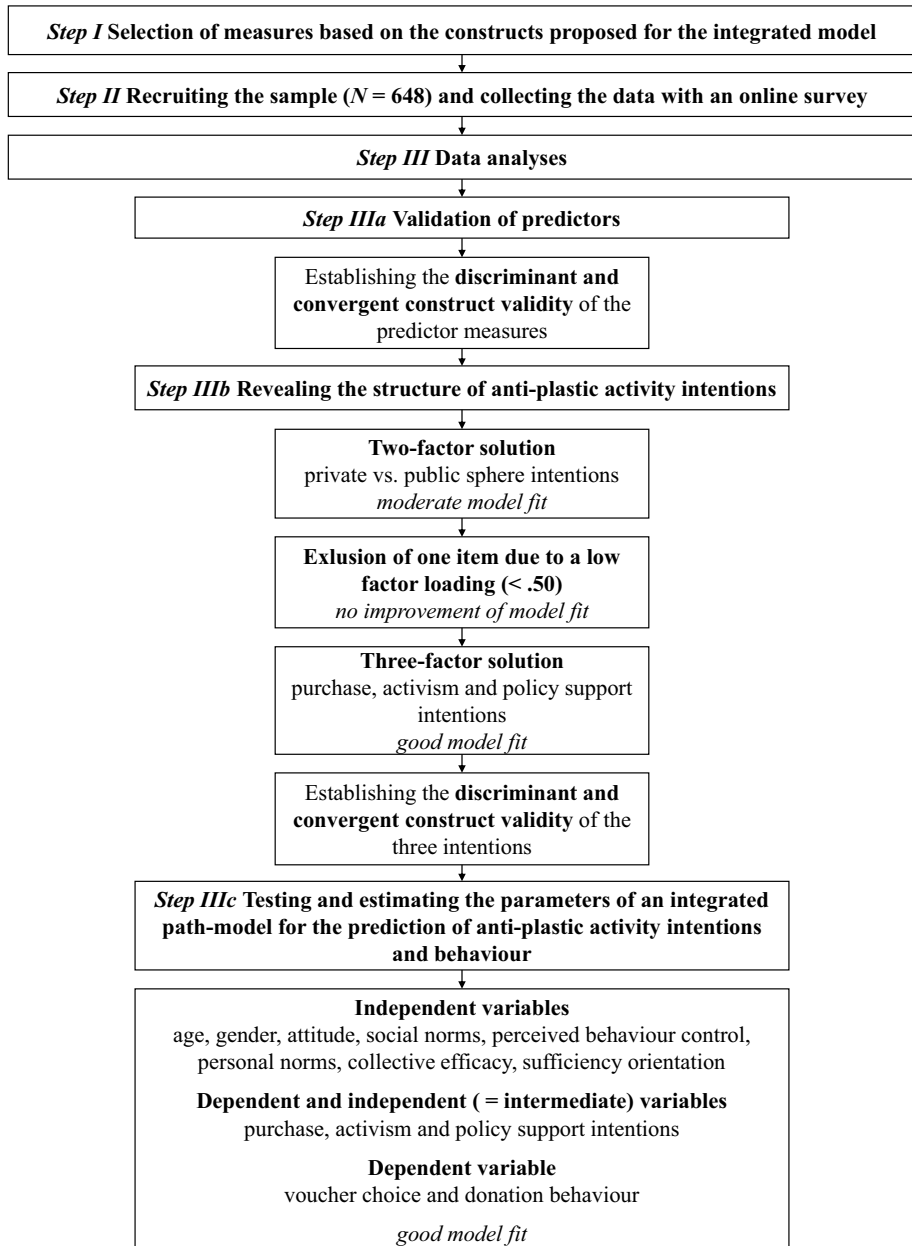 Step I Selection of measures based on the constructs proposed for the integrated model
Step II Recruiting the sample (N = 648) and collecting the data with an online survey
Step III Data analyses
Step IIIa Validation of predictors
Establishing the discriminant and
convergent construct validity of the
predictor measures
Step IIIb Revealing the structure of anti-plastic activity intentions
Two-factor solution
private vs. public sphere intentions
moderate model fit
Exlusion of one item due to a low
factor loading (< .50)
no improvement of model fit
Three-factor solution
purchase, activism and policy support
intentions
good model fit
Establishing the discriminant and
convergent construct validity of the
three intentions
Step IIIc Testing and estimating the parameters of an integrated
path-model for the prediction of anti-plastic activity intentions
and behaviour
Independent variables
age, gender, attitude, social norms, perceived behaviour control,
personal norms, collective efficacy, sufficiency orientation
Dependent and independent ( = intermediate) variables
purchase, activism and policy support intentions
Dependent variable
voucher choice and donation behaviour
good model fit